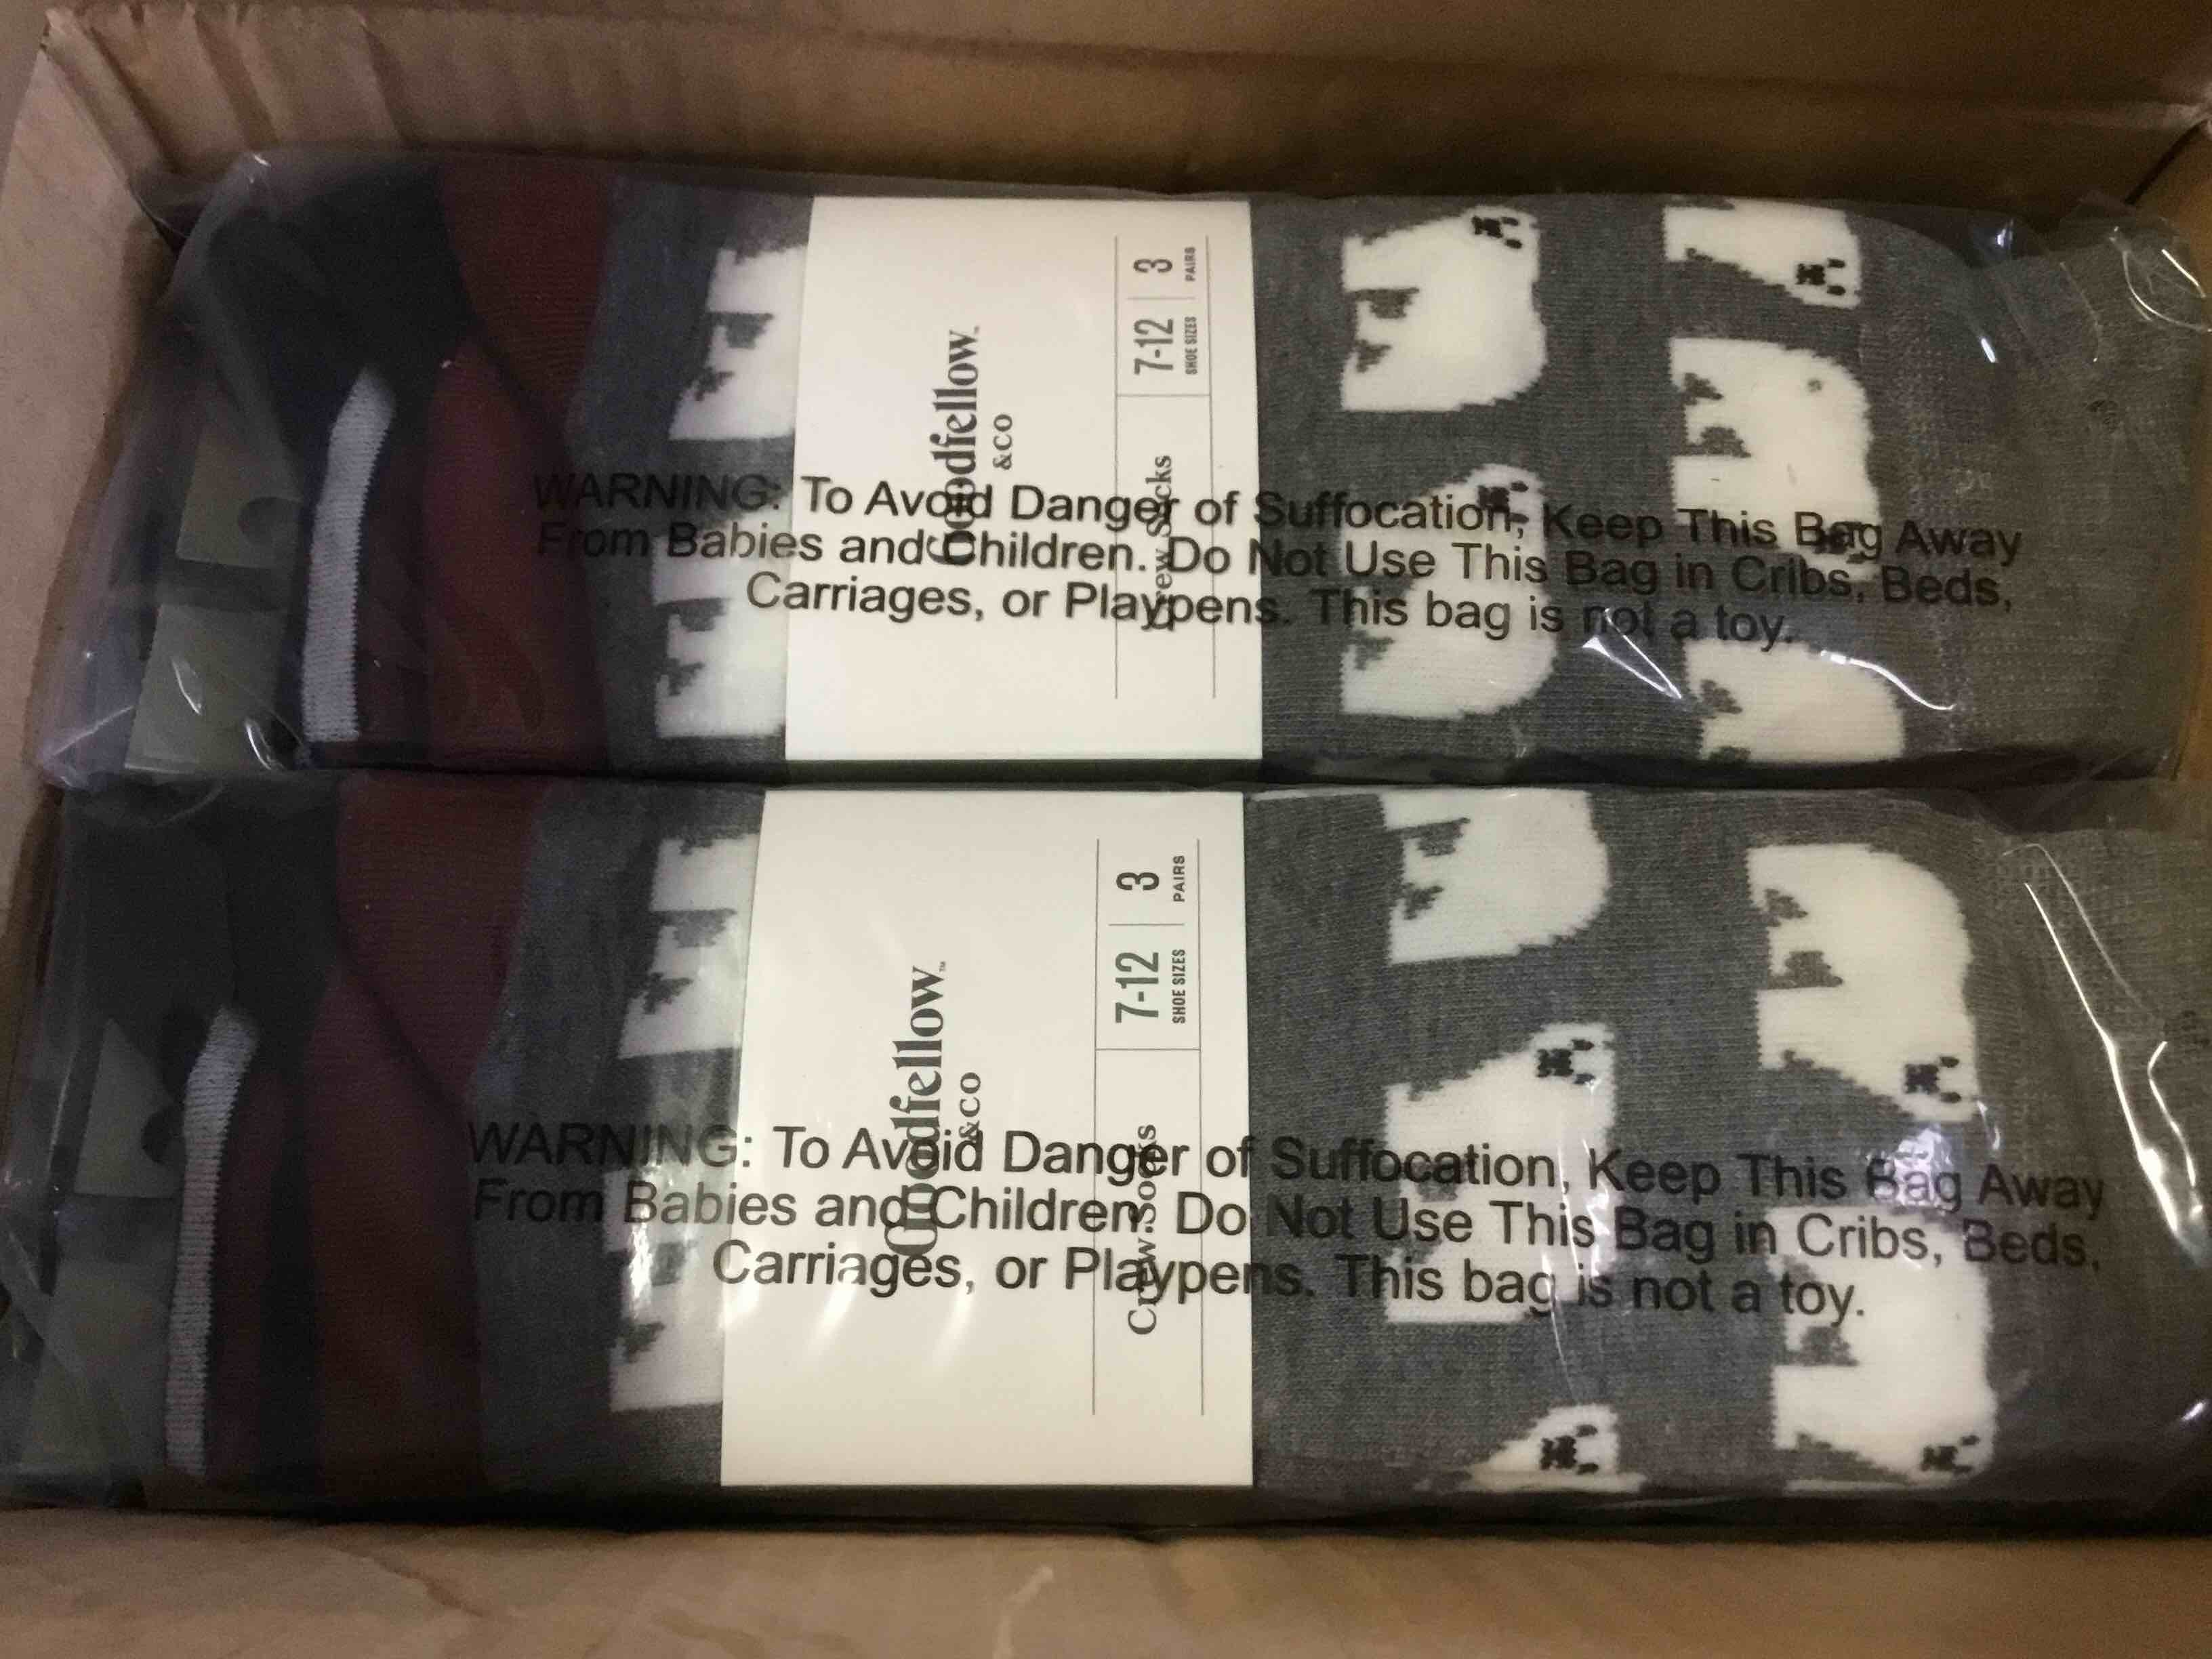 Goodfellow™
&CO
Crew Socks
7-12
SHOE SIZES
3
PAIRS
WARNING: To Avoid Danger of Suffocation, Keep This Bag Away
From Babies and Children. Do Not Use This Bag in Cribs, Beds,
Carriages, or Playpens. This bag is not a toy.
Goodfellow™
&CO
Crew Socks
7-12
SHOE SIZES
3
PAIRS
WARNING: To Avoid Danger of Suffocation, Keep This Bag Away
From Babies and Children. Do Not Use This Bag in Cribs, Beds,
Carriages, or Playpens. This bag is not a toy.